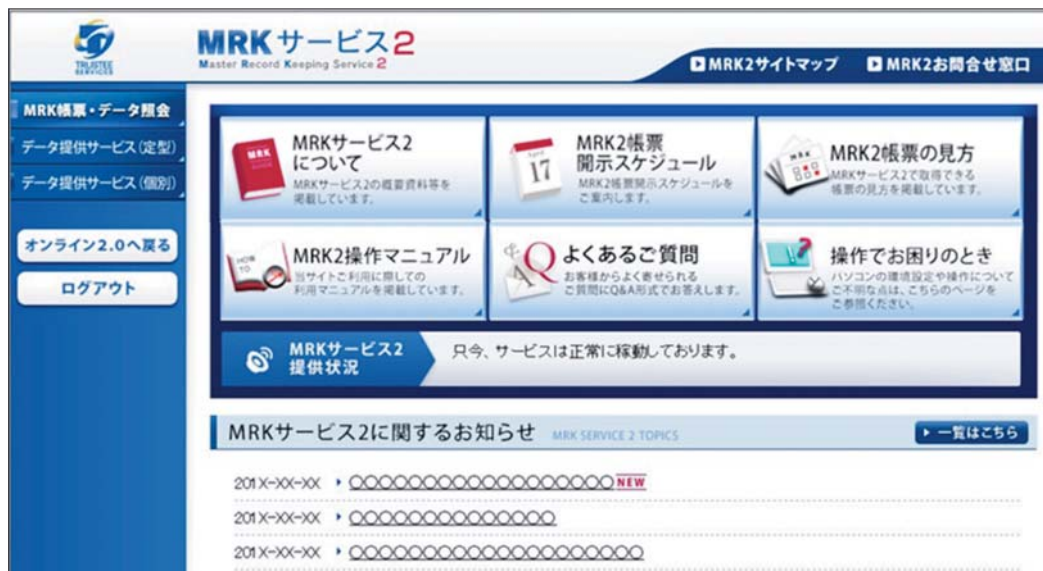 TRUSTEE
SERVICES
MRKサービス2
Master Record Keeping Service 2
MRK2サイトマップ
MRK2お問合せ窓口
MRK帳票・データ照会
データ提供サービス(定型)
データ提供サービス(個別)
オンライン2.0へ戻る
ログアウト
MRK
MRKサービス2
について
MRKサービス2の概要資料等を
掲載しています。
April
17
MRK2帳票
開示スケジュール
MRK2帳票開示スケジュールを
ご案内します。
MRK
MRK2帳票の見方
MRKサービス2で取得できる
帳票の見方を掲載しています。
HOW
TO
MRK2操作マニュアル
当サイトご利用に際しての
利用マニュアルを掲載しています。
Q
&
A
よくあるご質問
お客様からよく寄せられる
ご質問にQ&A形式でお答えします。
?
操作でお困りのとき
パソコンの環境設定や操作について
ご不明な点は、こちらのページを
ご参照ください。
MRKサービス2
提供状況
只今、サービスは正常に稼動しております。
MRKサービス2に関するお知らせ MRK SERVICE 2 TOPICS
一覧はこちら
201X-XX-XX ○○○○○○○○○○○○○○○○○○ NEW
201X-XX-XX ○○○○○○○○○○○○○○
201X-XX-XX ○○○○○○○○○○○○○○○○○○○○